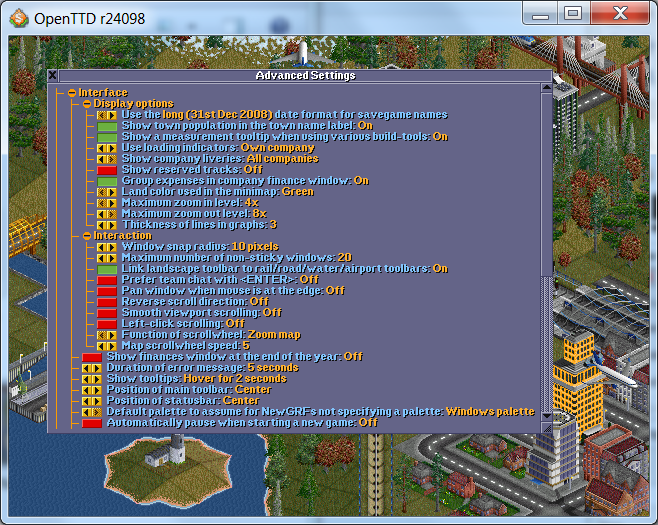 OpenTTD r24098
Advanced Settings
Interface
Display options
Use the long (31st Dec 2008) date format for savegame names
Show town population in the town name label: On
Show a measurement tooltip when using various build-tools: On
Use loading indicators: Own company
Show company liveries: All companies
Show reserved tracks: Off
Group expenses in company finance window: On
Land color used in the minimap: Green
Maximum zoom in level: 4x
Maximum zoom out level: 8x
Thickness of lines in graphs: 3
Interaction
Window snap radius: 10 pixels
Maximum number of non-sticky windows: 20
Link landscape toolbar to rail/road/water/airport toolbars: On
Prefer team chat with <ENTER>: Off
Pan window when mouse is at the edge: Off
Reverse scroll direction: Off
Smooth viewport scrolling: Off
Left-click scrolling: Off
Function of scrollwheel: Zoom map
Map scrollwheel speed: 5
Show finances window at the end of the year: Off
Duration of error message: 5 seconds
Show tooltips: Hover for 2 seconds
Position of main toolbar: Center
Position of statusbar: Center
Default palette to assume for NewGRFs not specifying a palette: Windows palette
Automatically pause when starting a new game: Off